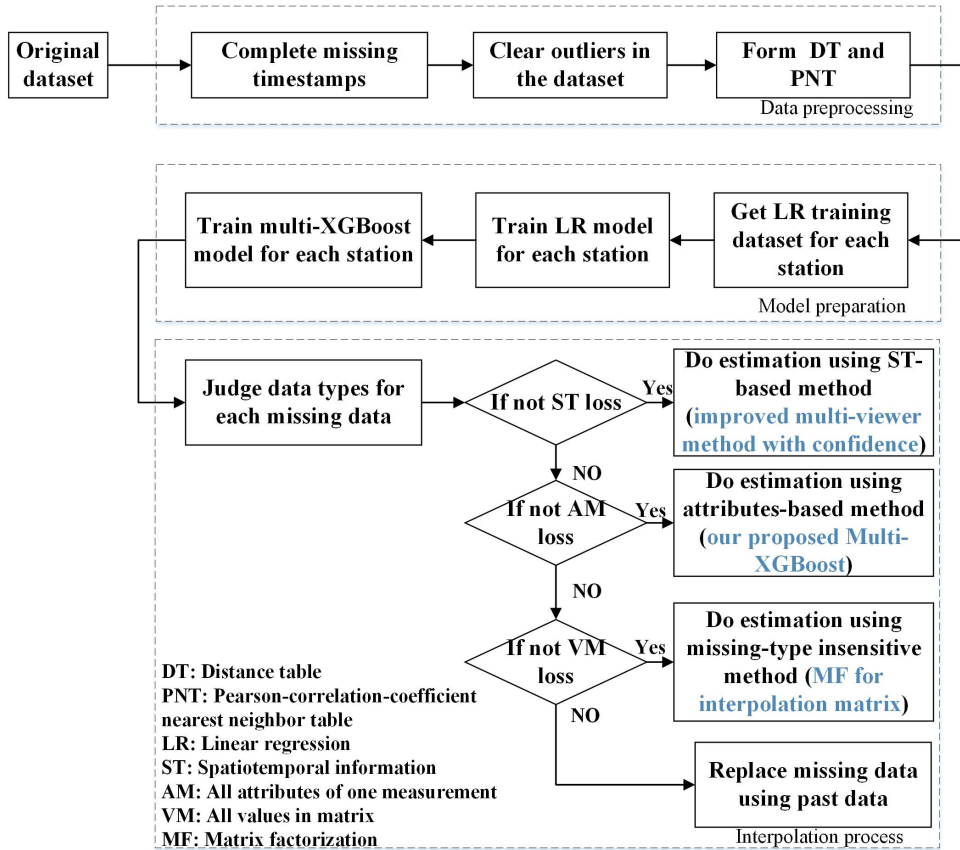 Original
dataset
Complete missing
timestamps
Clear outliers in
the dataset
Form DT and
PNT
Data preprocessing
Train multi-XGBoost
model for each station
Train LR model
for each station
Get LR training
dataset for each
station
Model preparation
Judge data types for
each missing data
If not ST loss
Yes
Do estimation using ST-
based method
(improved multi-viewer
method with confidence)
NO
If not AM
loss
Yes
Do estimation using
attributes-based method
(our proposed Multi-
XGBoost)
NO
If not VM
loss
Yes
Do estimation using
missing-type insensitive
method (MF for
interpolation matrix)
NO
Replace missing data
using past data
Interpolation process
DT: Distance table
PNT: Pearson-correlation-coefficient
nearest neighbor table
LR: Linear regression
ST: Spatiotemporal information
AM: All attributes of one measurement
VM: All values in matrix
MF: Matrix factorization